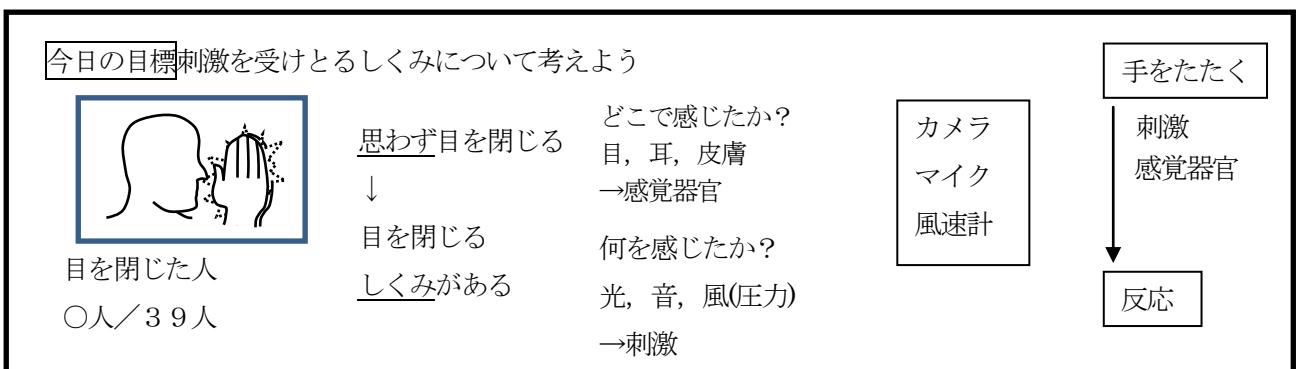 今日の目標刺激を受けとるしくみについて考えよう
目を閉じた人
○人／３９人
思わず目を閉じる
↓
目を閉じる
しくみがある
どこで感じたか？
目，耳，皮膚
→感覚器官
何を感じたか？
光，音，風(圧力)
→刺激
カメラ
マイク
風速計
手をたたく
刺激
感覚器官
反応